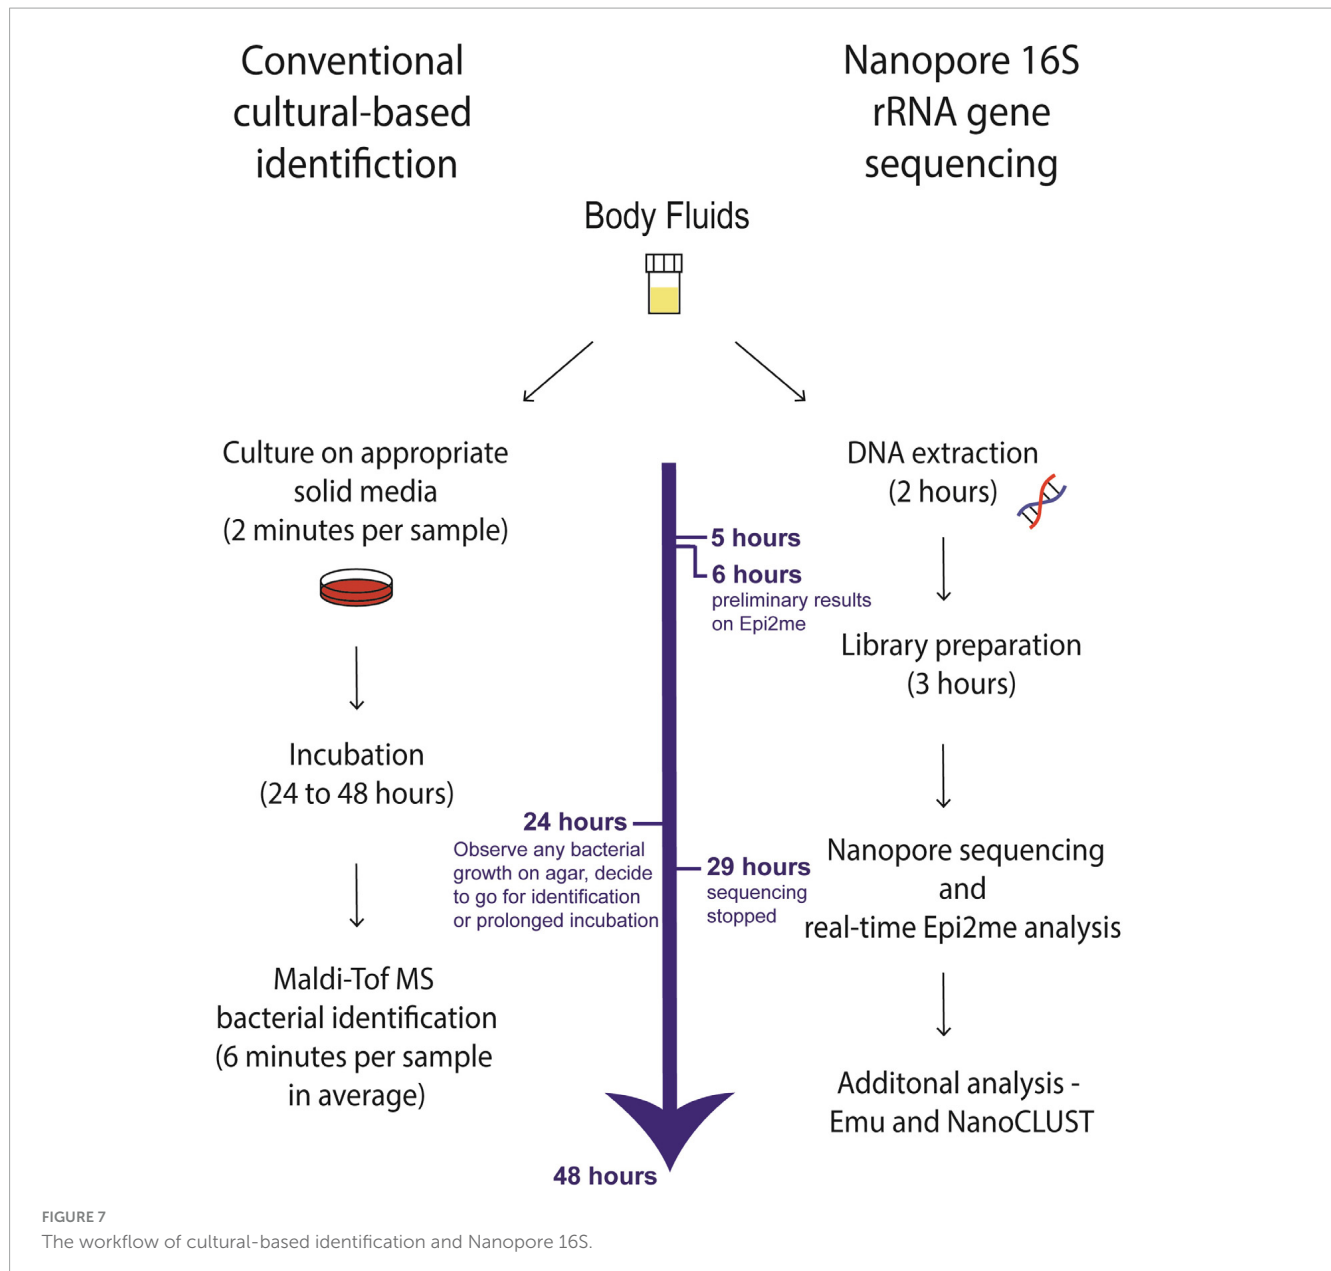 Conventional
cultural-based
identifiction
Nanopore 16S
rRNA gene
sequencing
Body Fluids
Culture on appropriate
solid media
(2 minutes per sample)
Incubation
(24 to 48 hours)
Maldi-Tof MS
bacterial identification
(6 minutes per sample
in average)
5 hours
6 hours
preliminary results
on Epi2me
24 hours
Observe any bacterial
growth on agar, decide
to go for identification
or prolonged incubation
29 hours
sequencing
stopped
48 hours
DNA extraction
(2 hours)
Library preparation
(3 hours)
Nanopore sequencing
and
real-time Epi2me analysis
Additonal analysis -
Emu and NanoCLUST
FIGURE 7
The workflow of cultural-based identification and Nanopore 16S.